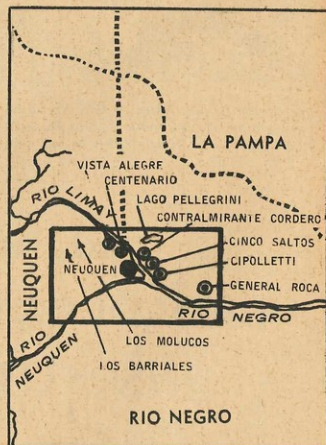 LA PAMPA
VISTA ALEGRE
CENTENARIO
RIO LIMAY
LAGO PELLEGRINI
CONTRALMIRANTE CORDERO
CINCO SALTOS
CIPOLLETTI
NEUQUEN
NEUQUEN
GENERAL ROCA
RIO NEGRO
LOS MOLUCOS
RIO NEUQUEN
LOS BARRIALES
RIO NEGRO